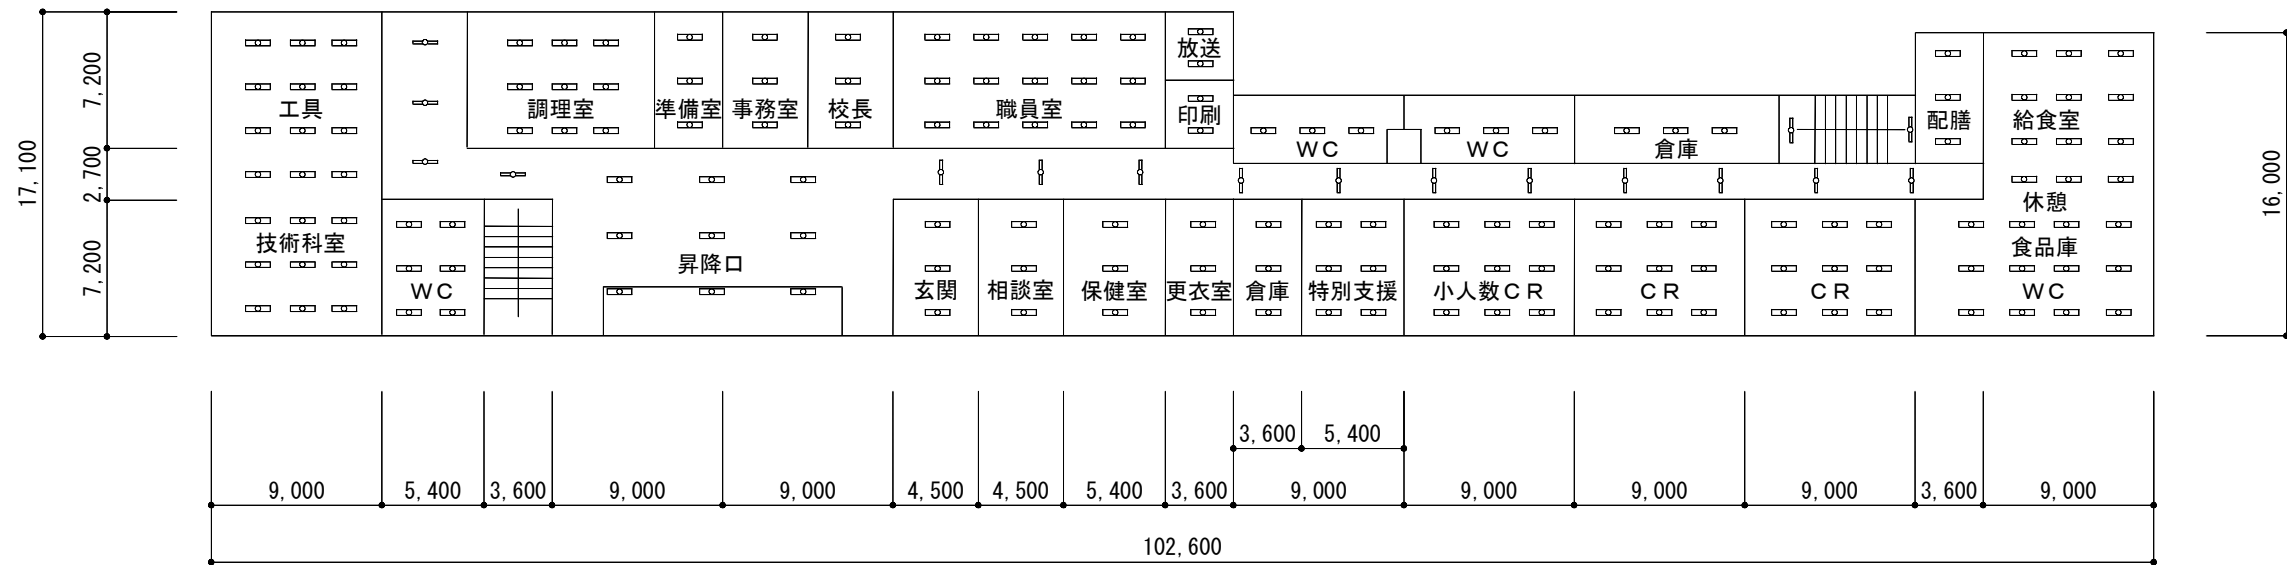 放送
工具 調理室 準備室 事務室 校長 職員室 印刷 配膳 給食室
ＷＣ ＷＣ 倉庫
休憩
技術科室 食品庫
昇降口
ＷＣ 玄関 相談室 保健室 更衣室 倉庫 特別支援 小人数ＣＲ ＣＲ ＣＲ ＷＣ
17,100
7,200
2,700
7,200
16,000
3,600 5,400
9,000 5,400 3,600 9,000 9,000 4,500 4,500 5,400 3,600 9,000 9,000 9,000 9,000 3,600 9,000
102,600